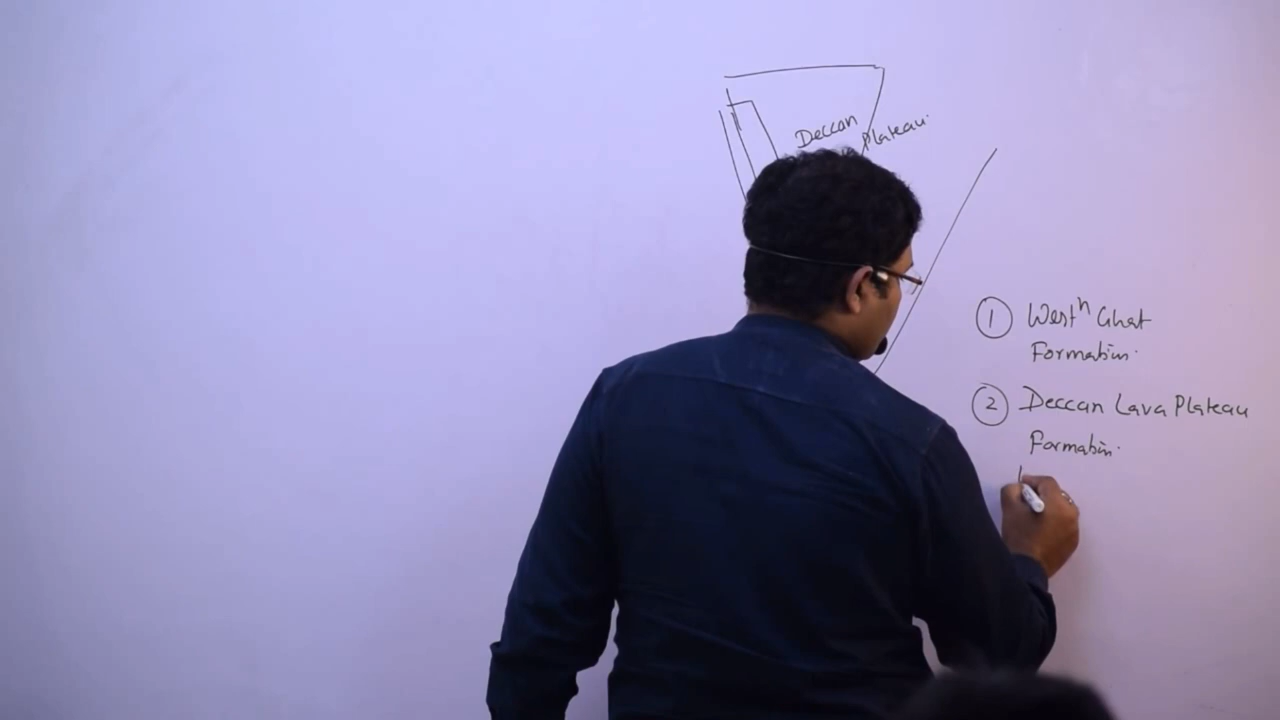 Deccan Plateau.
1 Westn Ghat
Formation.
2 Deccan Lava Plateau
Formation.